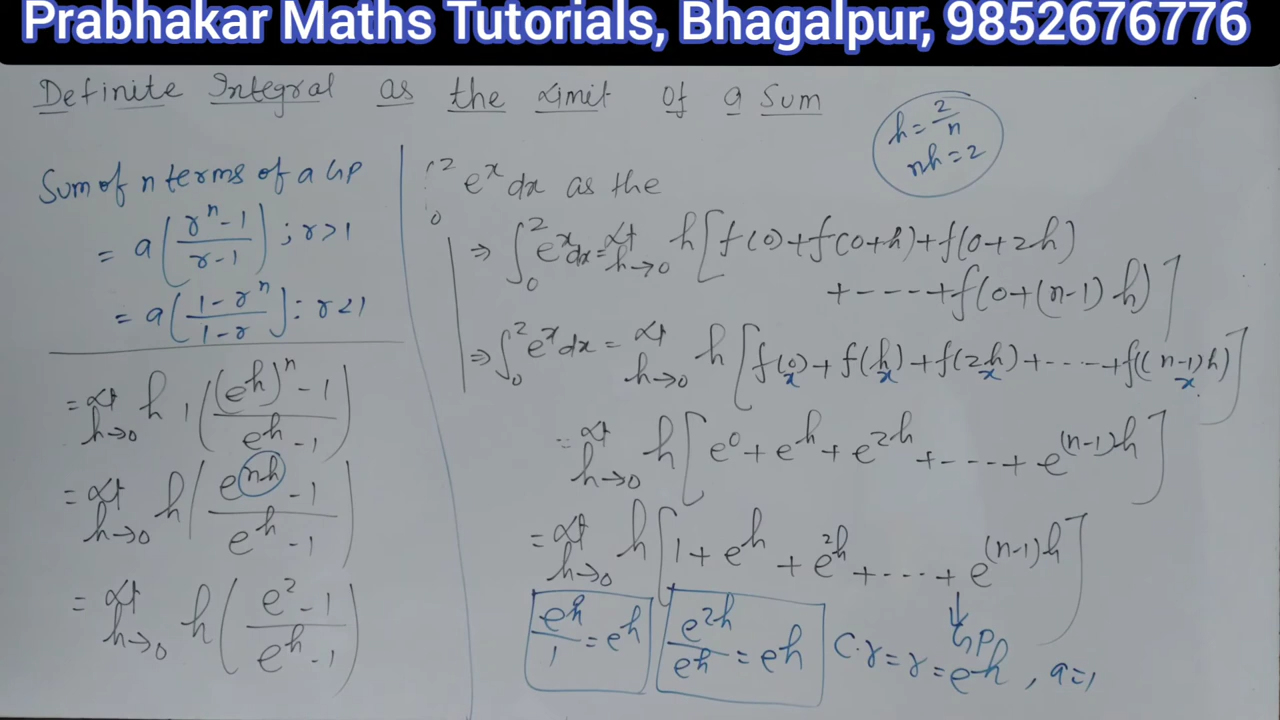 Prabhakar Maths Tutorials, Bhagalpur, 9852676776
Definite Integral as the Limit of a Sum
h = 2/n
nh = 2
Sum of n terms of a GP
= a((r^n - 1)/(r - 1)) ; r>1
= a((1 - r^n)/(1 - r)) : r<1
∫₀² e^x dx as the
⇒ ∫₀² e^x dx = Lt h→0 h[f(0)+f(0+h)+f(0+2h)
+----+f(0+(n-1)h)]
⇒ ∫₀² e^x dx = Lt h→0 h[f(0)+f(h)+f(2h)+----+f((n-1)h)]
x x x x
= Lt h→0 h[e^0 + e^h + e^2h +----+ e^(n-1)h]
= Lt h→0 h[1 + e^h + e^2h +----+ e^(n-1)h]
↓
GP
e^h/1 = e^h
e^2h/e^h = e^h
C.r = r = e^h, a=1
= Lt h→0 h 1(((e^h)^n - 1)/(e^h - 1))
= Lt h→0 h((e^nh - 1)/(e^h - 1))
= Lt h→0 h((e^2 - 1)/(e^h - 1))